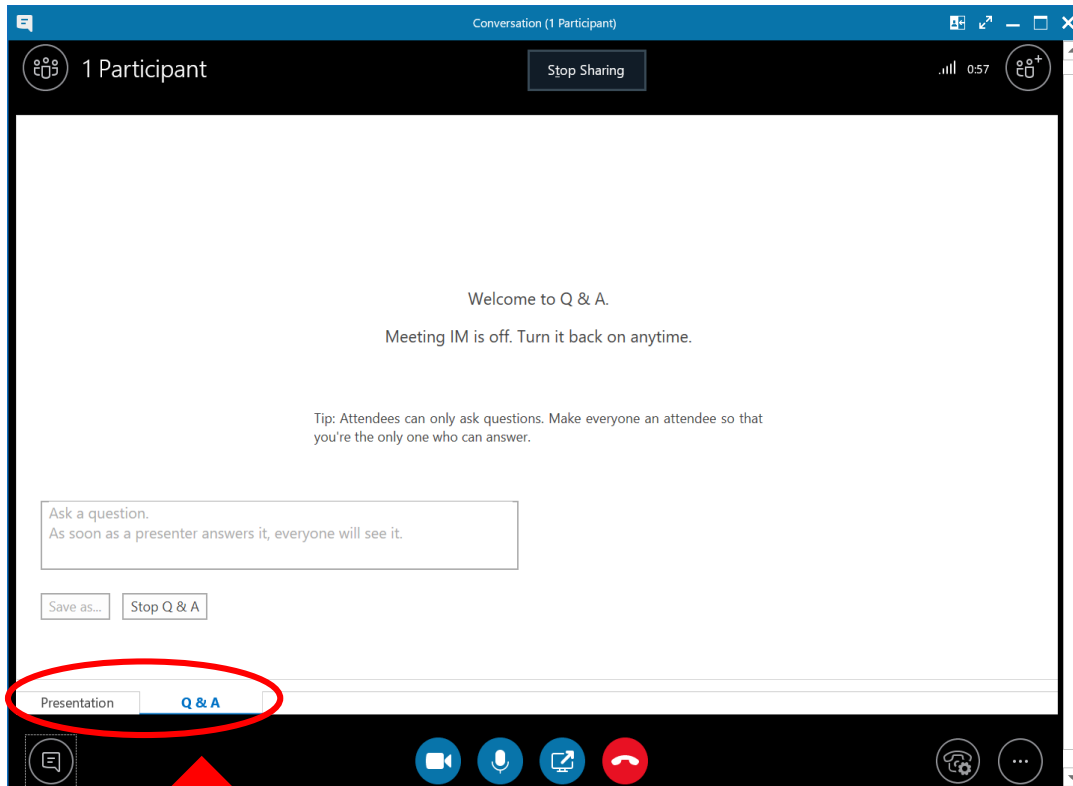 Conversation (1 Participant)
1 Participant
Stop Sharing
0:57
Welcome to Q & A.
Meeting IM is off. Turn it back on anytime.
Tip: Attendees can only ask questions. Make everyone an attendee so that
you're the only one who can answer.
Ask a question.
As soon as a presenter answers it, everyone will see it.
Save as...
Stop Q & A
Presentation
Q & A